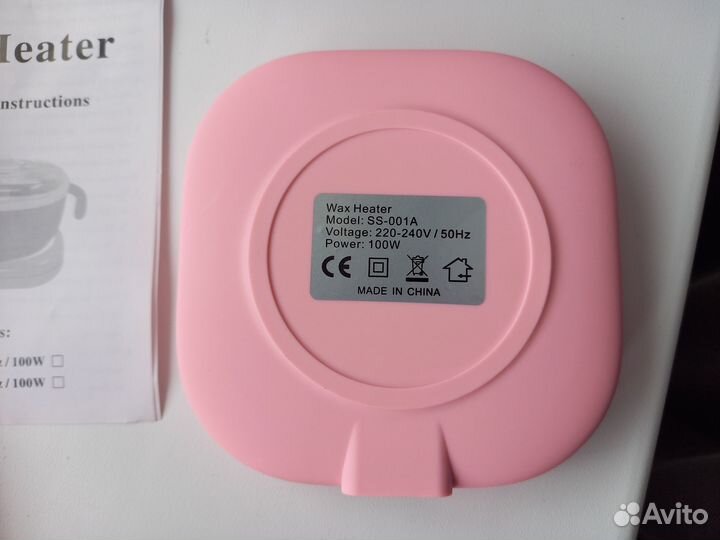 Heater
Instructions
s:
z / 100W
z / 100W
Wax Heater
Model: SS-001A
Voltage: 220-240V / 50Hz
Power: 100W
CE
MADE IN CHINA
Avito